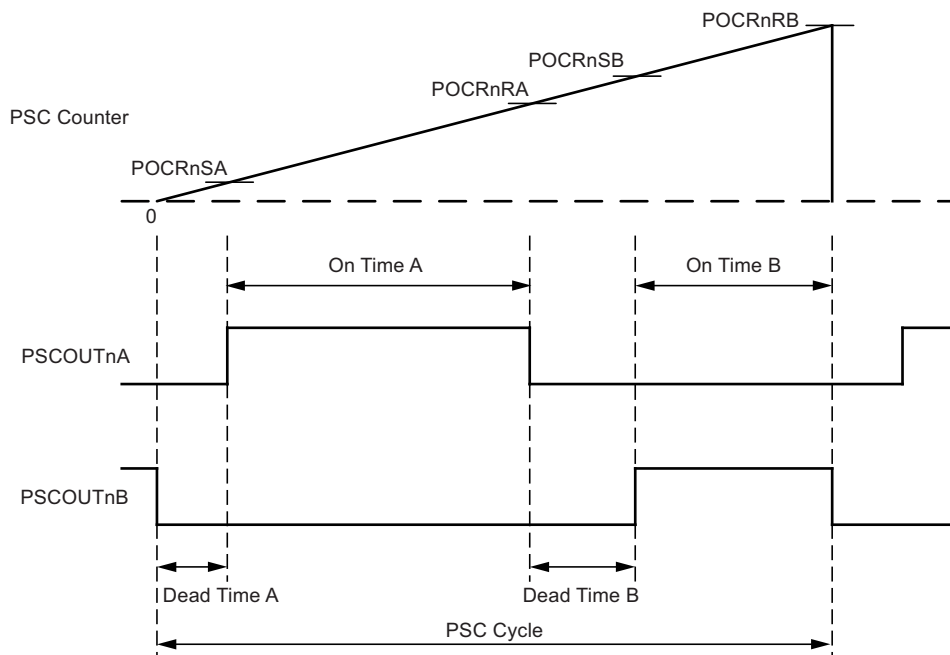 POCRnRB
POCRnSB
POCRnRA
PSC Counter
POCRnSA
0
On Time A
On Time B
PSCOUTnA
PSCOUTnB
Dead Time A
Dead Time B
PSC Cycle